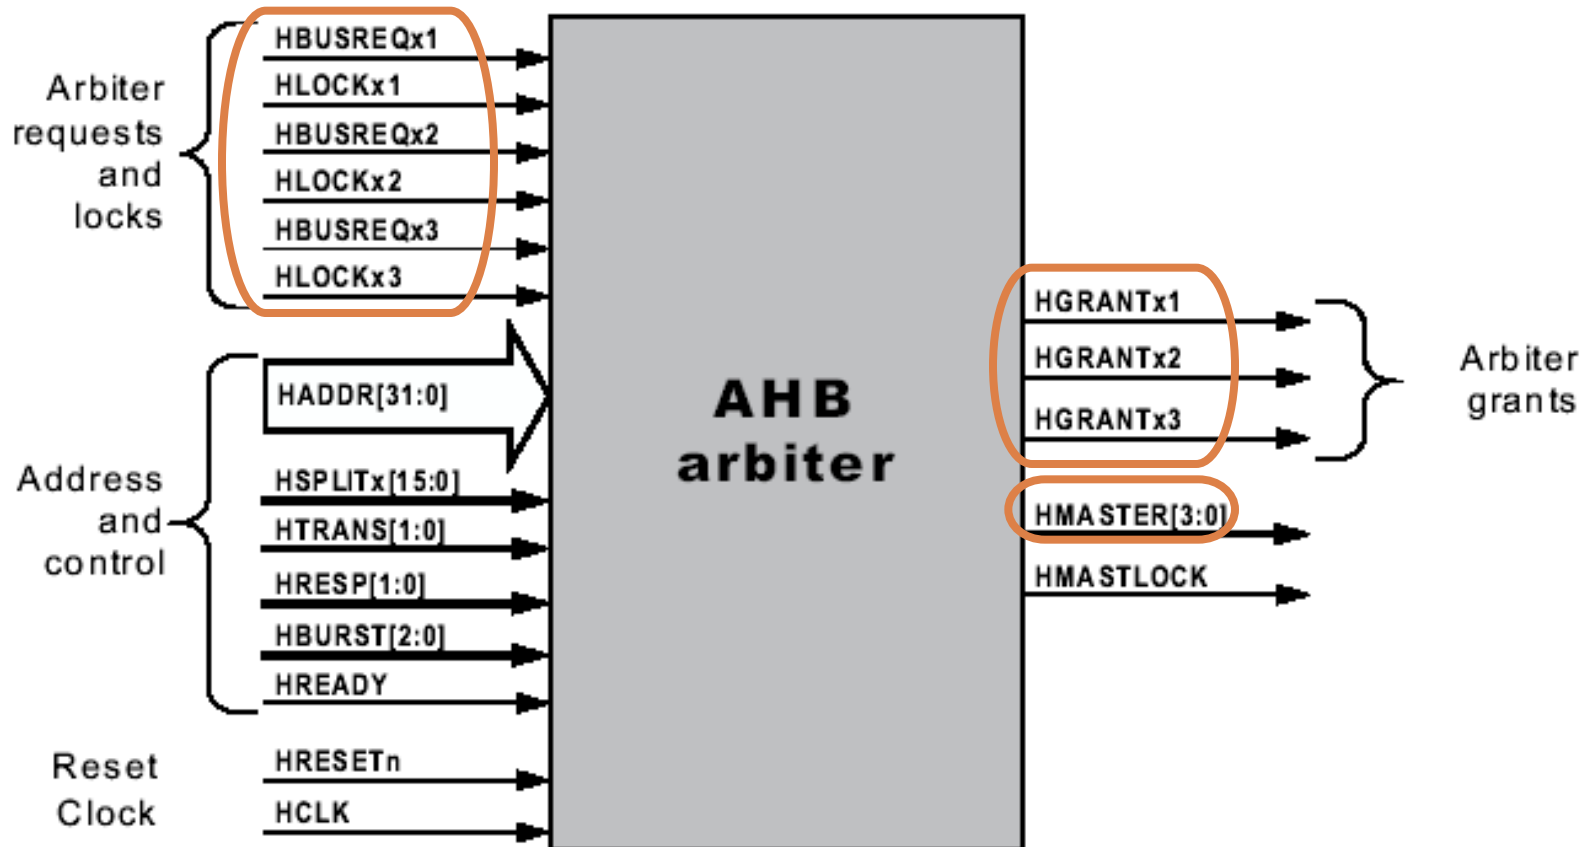 Arbiter
requests
and
locks
HBUSREQx1
HLOCKx1
HBUSREQx2
HLOCKx2
HBUSREQx3
HLOCKx3
Address
and
control
HADDR[31:0]
HSPLITx[15:0]
HTRANS[1:0]
HRESP[1:0]
HBURST[2:0]
HREADY
Reset
Clock
HRESETn
HCLK
AHB
arbiter
HGRANTx1
HGRANTx2
HGRANTx3
Arbiter
grants
HMASTER[3:0]
HMASTLOCK